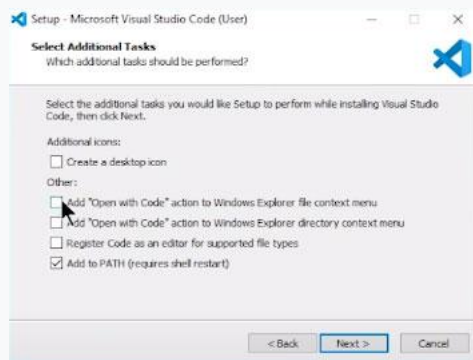 Setup - Microsoft Visual Studio Code (User)
Select Additional Tasks
Which additional tasks should be performed?
Select the additional tasks you would like Setup to perform while installing Visual Studio
Code, then click Next.
Additional icons:
Create a desktop icon
Other:
Add "Open with Code" action to Windows Explorer file context menu
Add "Open with Code" action to Windows Explorer directory context menu
Register Code as an editor for supported file types
Add to PATH (requires shell restart)
< Back Next > Cancel